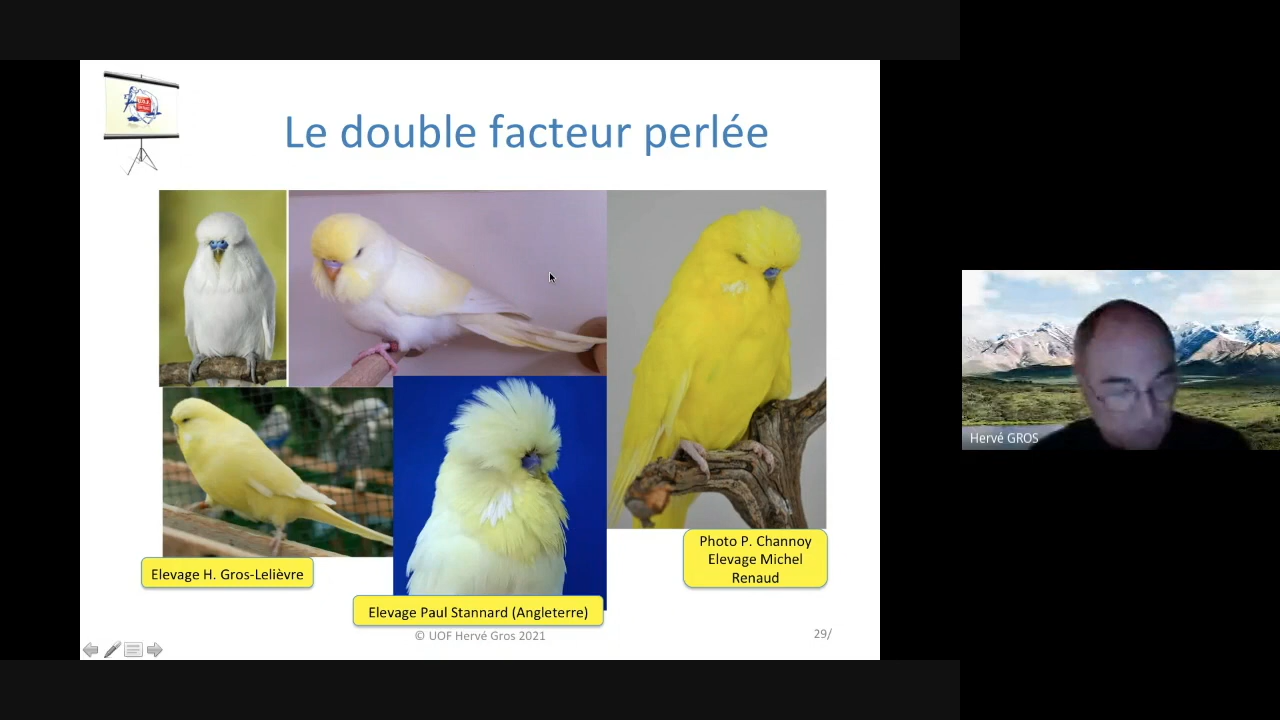 Le double facteur perlée
Elevage H. Gros-Lelièvre
Elevage Paul Stannard (Angleterre)
Photo P. Channoy
Elevage Michel
Renaud
© UOF Hervé Gros 2021
29/
Hervé GROS